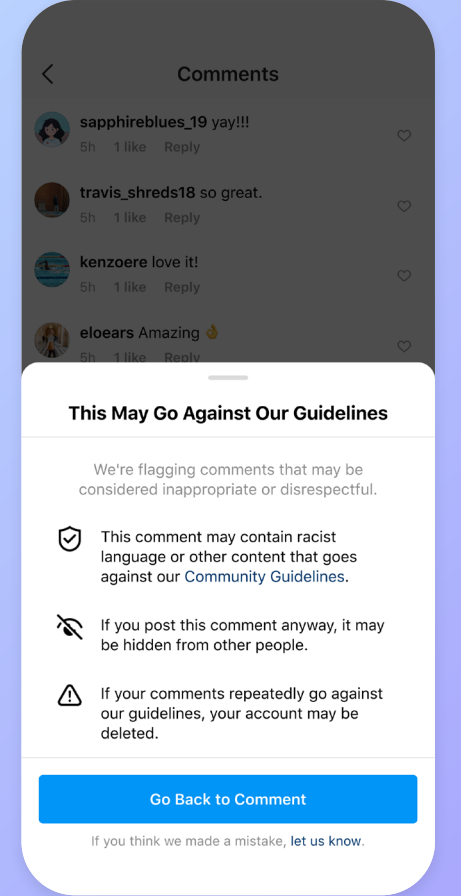 Comments
sapphireblues_19 yay!!!
5h 1 like Reply
travis_shreds18 so great.
5h 1 like Reply
kenzoere love it!
5h 1 like Reply
eloears Amazing 👌
5h 1 like Reply
This May Go Against Our Guidelines
We're flagging comments that may be
considered inappropriate or disrespectful.
This comment may contain racist
language or other content that goes
against our Community Guidelines.
If you post this comment anyway, it may
be hidden from other people.
If your comments repeatedly go against
our guidelines, your account may be
deleted.
Go Back to Comment
If you think we made a mistake, let us know.